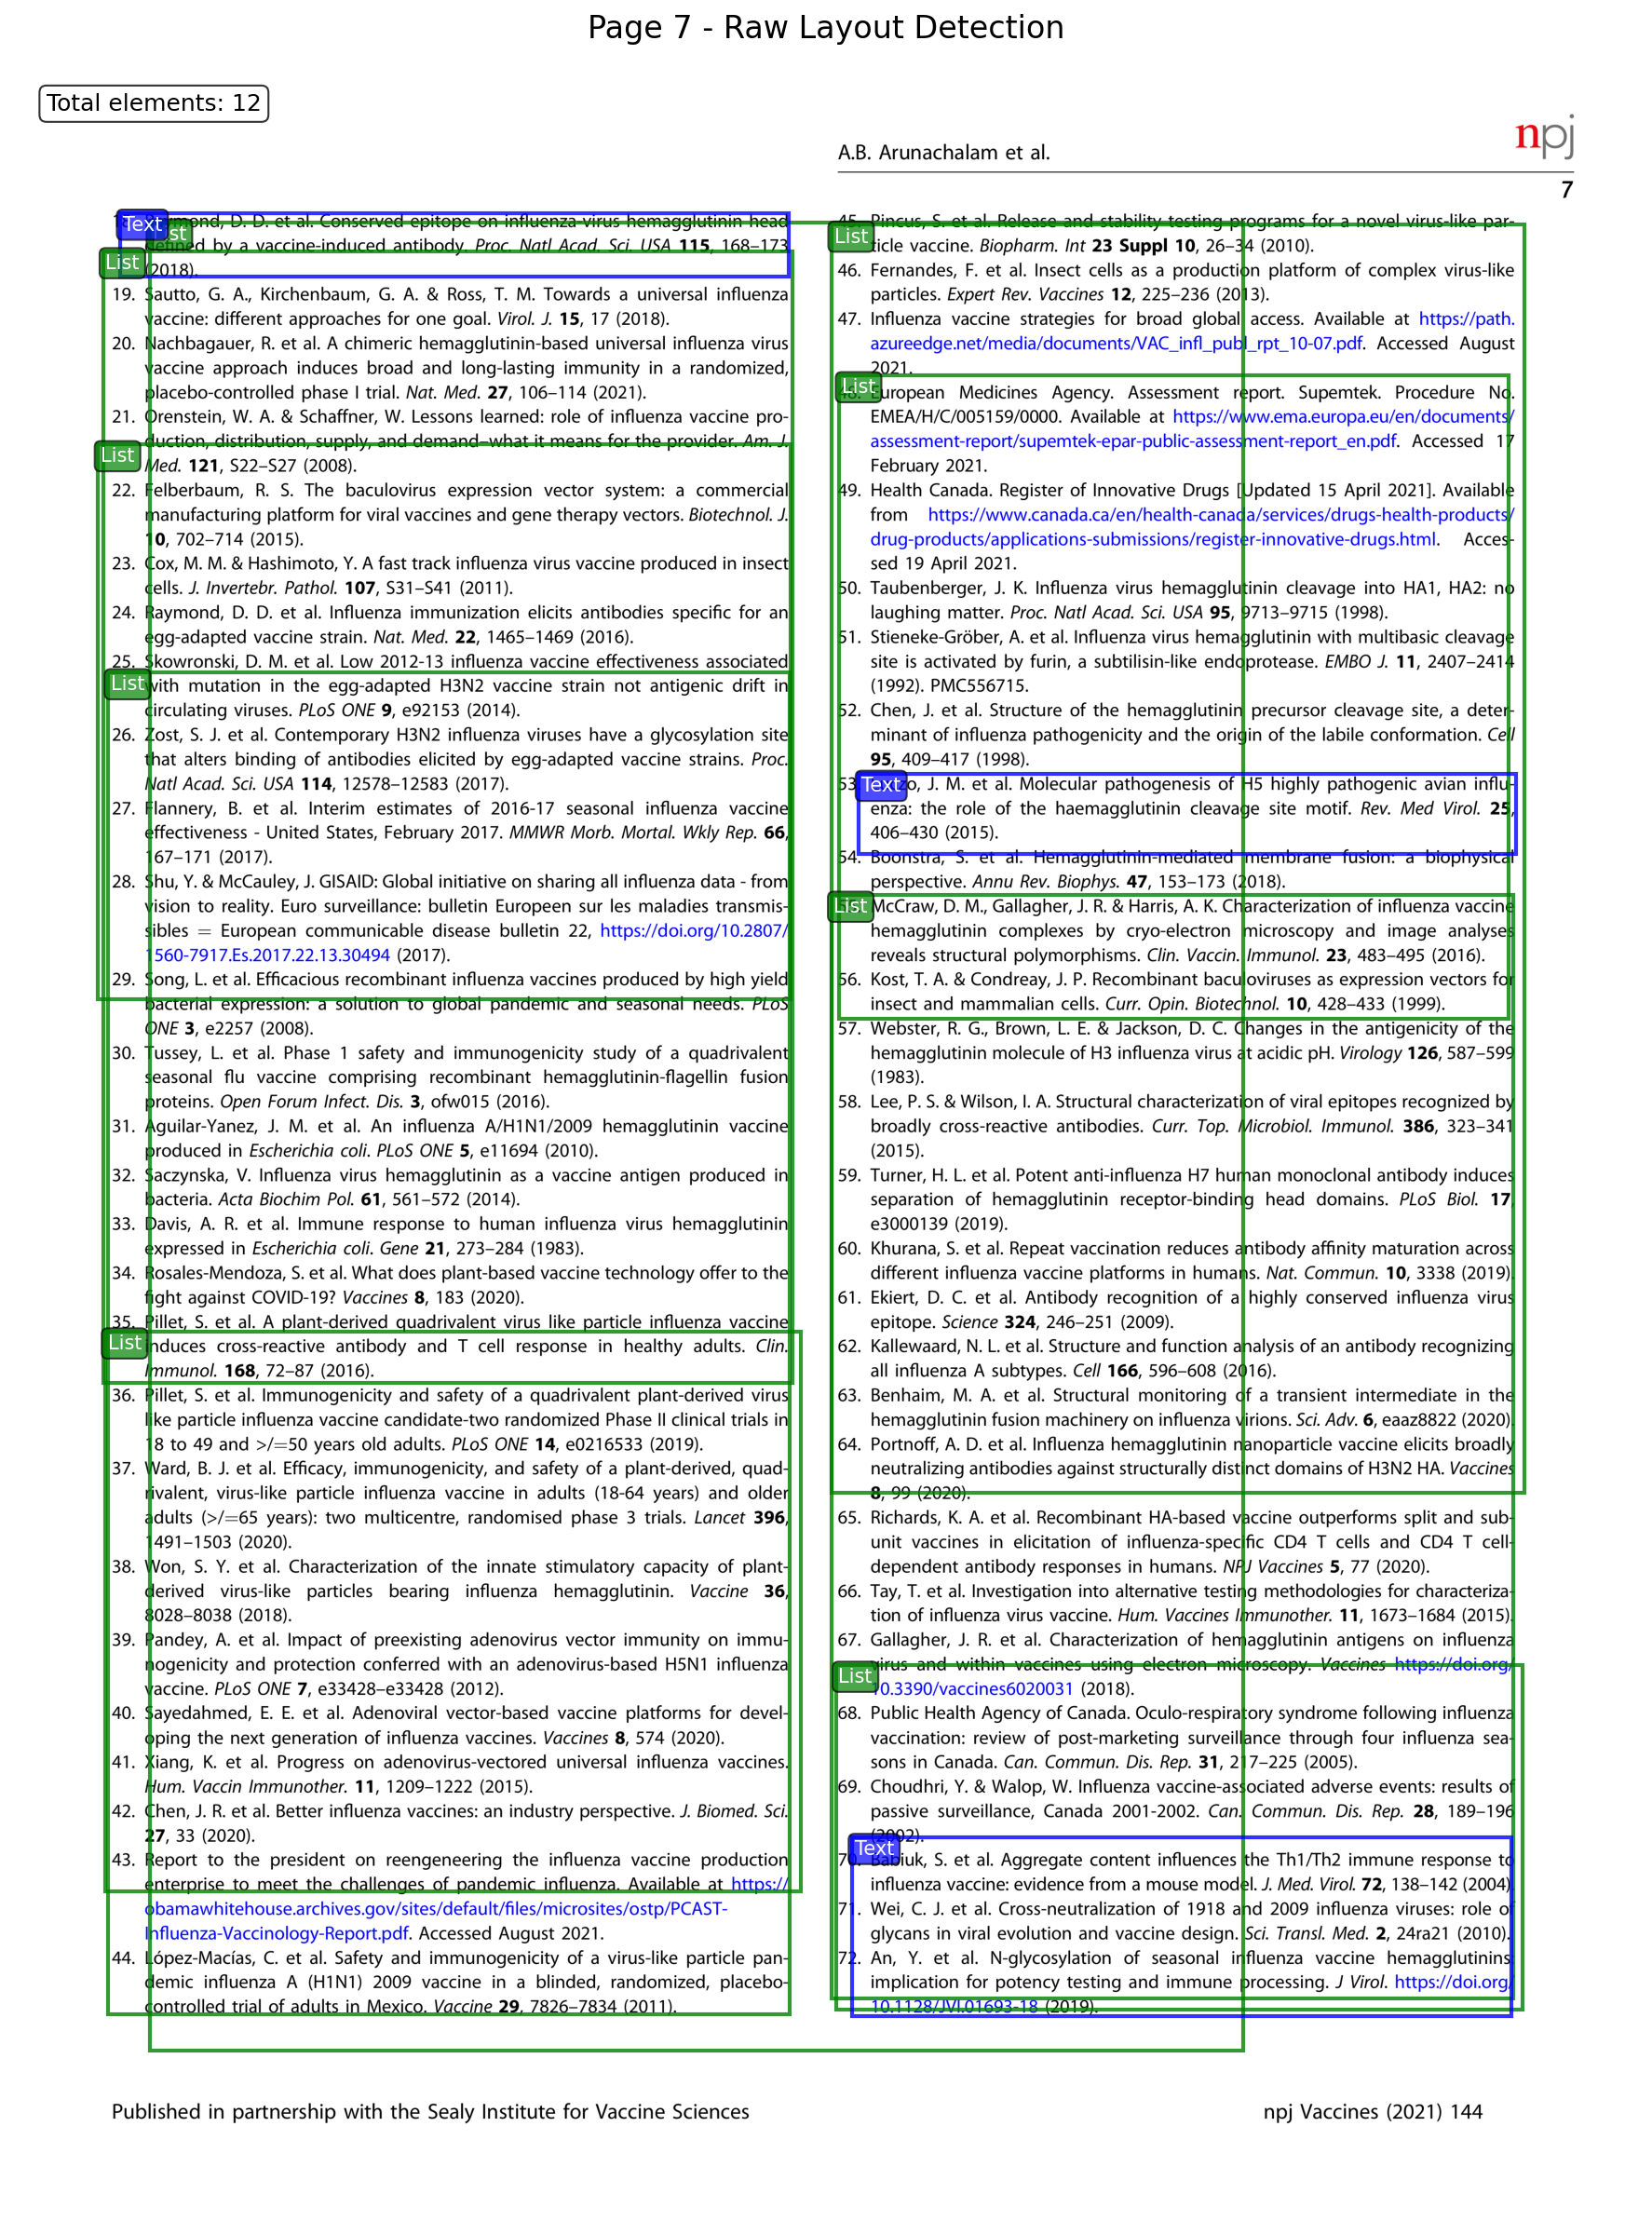 Page 7 - Raw Layout Detection
Total elements: 12
A.B. Arunachalam et al.
npj
7
Text
List
mond, D. D. et al. Conserved epitope on influenza virus hemagglutinin head
defined by a vaccine-induced antibody. Proc. Natl Acad. Sci. USA 115, 168–173
List
(2018).
19. Sautto, G. A., Kirchenbaum, G. A. & Ross, T. M. Towards a universal influenza
vaccine: different approaches for one goal. Virol. J. 15, 17 (2018).
20. Nachbagauer, R. et al. A chimeric hemagglutinin-based universal influenza virus
vaccine approach induces broad and long-lasting immunity in a randomized,
placebo-controlled phase I trial. Nat. Med. 27, 106–114 (2021).
21. Orenstein, W. A. & Schaffner, W. Lessons learned: role of influenza vaccine pro-
duction, distribution, supply, and demand–what it means for the provider. Am. J.
List
Med. 121, S22–S27 (2008).
22. Felberbaum, R. S. The baculovirus expression vector system: a commercial
manufacturing platform for viral vaccines and gene therapy vectors. Biotechnol. J.
10, 702–714 (2015).
23. Cox, M. M. & Hashimoto, Y. A fast track influenza virus vaccine produced in insect
cells. J. Invertebr. Pathol. 107, S31–S41 (2011).
24. Raymond, D. D. et al. Influenza immunization elicits antibodies specific for an
egg-adapted vaccine strain. Nat. Med. 22, 1465–1469 (2016).
25. Skowronski, D. M. et al. Low 2012-13 influenza vaccine effectiveness associated
List
with mutation in the egg-adapted H3N2 vaccine strain not antigenic drift in
circulating viruses. PLoS ONE 9, e92153 (2014).
26. Zost, S. J. et al. Contemporary H3N2 influenza viruses have a glycosylation site
that alters binding of antibodies elicited by egg-adapted vaccine strains. Proc.
Natl Acad. Sci. USA 114, 12578–12583 (2017).
27. Flannery, B. et al. Interim estimates of 2016-17 seasonal influenza vaccine
effectiveness - United States, February 2017. MMWR Morb. Mortal. Wkly Rep. 66,
167–171 (2017).
28. Shu, Y. & McCauley, J. GISAID: Global initiative on sharing all influenza data - from
vision to reality. Euro surveillance: bulletin Europeen sur les maladies transmis-
sibles = European communicable disease bulletin 22, https://doi.org/10.2807/
1560-7917.Es.2017.22.13.30494 (2017).
29. Song, L. et al. Efficacious recombinant influenza vaccines produced by high yield
bacterial expression: a solution to global pandemic and seasonal needs. PLoS
ONE 3, e2257 (2008).
30. Tussey, L. et al. Phase 1 safety and immunogenicity study of a quadrivalent
seasonal flu vaccine comprising recombinant hemagglutinin-flagellin fusion
proteins. Open Forum Infect. Dis. 3, ofw015 (2016).
31. Aguilar-Yanez, J. M. et al. An influenza A/H1N1/2009 hemagglutinin vaccine
produced in Escherichia coli. PLoS ONE 5, e11694 (2010).
32. Saczynska, V. Influenza virus hemagglutinin as a vaccine antigen produced in
bacteria. Acta Biochim Pol. 61, 561–572 (2014).
33. Davis, A. R. et al. Immune response to human influenza virus hemagglutinin
expressed in Escherichia coli. Gene 21, 273–284 (1983).
34. Rosales-Mendoza, S. et al. What does plant-based vaccine technology offer to the
fight against COVID-19? Vaccines 8, 183 (2020).
35. Pillet, S. et al. A plant-derived quadrivalent virus like particle influenza vaccine
List
induces cross-reactive antibody and T cell response in healthy adults. Clin.
Immunol. 168, 72–87 (2016).
36. Pillet, S. et al. Immunogenicity and safety of a quadrivalent plant-derived virus
like particle influenza vaccine candidate-two randomized Phase II clinical trials in
18 to 49 and >/=50 years old adults. PLoS ONE 14, e0216533 (2019).
37. Ward, B. J. et al. Efficacy, immunogenicity, and safety of a plant-derived, quad-
rivalent, virus-like particle influenza vaccine in adults (18-64 years) and older
adults (>/=65 years): two multicentre, randomised phase 3 trials. Lancet 396,
1491–1503 (2020).
38. Won, S. Y. et al. Characterization of the innate stimulatory capacity of plant-
derived virus-like particles bearing influenza hemagglutinin. Vaccine 36,
8028–8038 (2018).
39. Pandey, A. et al. Impact of preexisting adenovirus vector immunity on immu-
nogenicity and protection conferred with an adenovirus-based H5N1 influenza
vaccine. PLoS ONE 7, e33428–e33428 (2012).
40. Sayedahmed, E. E. et al. Adenoviral vector-based vaccine platforms for devel-
oping the next generation of influenza vaccines. Vaccines 8, 574 (2020).
41. Xiang, K. et al. Progress on adenovirus-vectored universal influenza vaccines.
Hum. Vaccin Immunother. 11, 1209–1222 (2015).
42. Chen, J. R. et al. Better influenza vaccines: an industry perspective. J. Biomed. Sci.
27, 33 (2020).
43. Report to the president on reengeneering the influenza vaccine production
enterprise to meet the challenges of pandemic influenza. Available at https://
obamawhitehouse.archives.gov/sites/default/files/microsites/ostp/PCAST-
Influenza-Vaccinology-Report.pdf. Accessed August 2021.
44. López-Macías, C. et al. Safety and immunogenicity of a virus-like particle pan-
demic influenza A (H1N1) 2009 vaccine in a blinded, randomized, placebo-
controlled trial of adults in Mexico. Vaccine 29, 7826–7834 (2011).
45. Pincus, S. et al. Release and stability testing programs for a novel virus-like par-
List
ticle vaccine. Biopharm. Int 23 Suppl 10, 26–34 (2010).
46. Fernandes, F. et al. Insect cells as a production platform of complex virus-like
particles. Expert Rev. Vaccines 12, 225–236 (2013).
47. Influenza vaccine strategies for broad global access. Available at https://path.
azureedge.net/media/documents/VAC_infl_publ_rpt_10-07.pdf. Accessed August
2021.
List
48. European Medicines Agency. Assessment report. Supemtek. Procedure No.
EMEA/H/C/005159/0000. Available at https://www.ema.europa.eu/en/documents/
assessment-report/supemtek-epar-public-assessment-report_en.pdf. Accessed 17
February 2021.
49. Health Canada. Register of Innovative Drugs [Updated 15 April 2021]. Available
from https://www.canada.ca/en/health-canada/services/drugs-health-products/
drug-products/applications-submissions/register-innovative-drugs.html. Acces-
sed 19 April 2021.
50. Taubenberger, J. K. Influenza virus hemagglutinin cleavage into HA1, HA2: no
laughing matter. Proc. Natl Acad. Sci. USA 95, 9713–9715 (1998).
51. Stieneke-Gröber, A. et al. Influenza virus hemagglutinin with multibasic cleavage
site is activated by furin, a subtilisin-like endoprotease. EMBO J. 11, 2407–2414
(1992). PMC556715.
52. Chen, J. et al. Structure of the hemagglutinin precursor cleavage site, a deter-
minant of influenza pathogenicity and the origin of the labile conformation. Cell
95, 409–417 (1998).
Text
53 J. M. et al. Molecular pathogenesis of H5 highly pathogenic avian influ-
enza: the role of the haemagglutinin cleavage site motif. Rev. Med Virol. 25,
406–430 (2015).
54. Boonstra, S. et al. Hemagglutinin-mediated membrane fusion: a biophysical
perspective. Annu Rev. Biophys. 47, 153–173 (2018).
List
McCraw, D. M., Gallagher, J. R. & Harris, A. K. Characterization of influenza vaccine
hemagglutinin complexes by cryo-electron microscopy and image analyses
reveals structural polymorphisms. Clin. Vaccin. Immunol. 23, 483–495 (2016).
56. Kost, T. A. & Condreay, J. P. Recombinant baculoviruses as expression vectors for
insect and mammalian cells. Curr. Opin. Biotechnol. 10, 428–433 (1999).
57. Webster, R. G., Brown, L. E. & Jackson, D. C. Changes in the antigenicity of the
hemagglutinin molecule of H3 influenza virus at acidic pH. Virology 126, 587–599
(1983).
58. Lee, P. S. & Wilson, I. A. Structural characterization of viral epitopes recognized by
broadly cross-reactive antibodies. Curr. Top. Microbiol. Immunol. 386, 323–341
(2015).
59. Turner, H. L. et al. Potent anti-influenza H7 human monoclonal antibody induces
separation of hemagglutinin receptor-binding head domains. PLoS Biol. 17,
e3000139 (2019).
60. Khurana, S. et al. Repeat vaccination reduces antibody affinity maturation across
different influenza vaccine platforms in humans. Nat. Commun. 10, 3338 (2019).
61. Ekiert, D. C. et al. Antibody recognition of a highly conserved influenza virus
epitope. Science 324, 246–251 (2009).
62. Kallewaard, N. L. et al. Structure and function analysis of an antibody recognizing
all influenza A subtypes. Cell 166, 596–608 (2016).
63. Benhaim, M. A. et al. Structural monitoring of a transient intermediate in the
hemagglutinin fusion machinery on influenza virions. Sci. Adv. 6, eaaz8822 (2020).
64. Portnoff, A. D. et al. Influenza hemagglutinin nanoparticle vaccine elicits broadly
neutralizing antibodies against structurally distinct domains of H3N2 HA. Vaccines
8, 99 (2020).
65. Richards, K. A. et al. Recombinant HA-based vaccine outperforms split and sub-
unit vaccines in elicitation of influenza-specific CD4 T cells and CD4 T cell-
dependent antibody responses in humans. NPJ Vaccines 5, 77 (2020).
66. Tay, T. et al. Investigation into alternative testing methodologies for characteriza-
tion of influenza virus vaccine. Hum. Vaccines Immunother. 11, 1673–1684 (2015).
67. Gallagher, J. R. et al. Characterization of hemagglutinin antigens on influenza
virus and within vaccines using electron microscopy. Vaccines https://doi.org/
List
10.3390/vaccines6020031 (2018).
68. Public Health Agency of Canada. Oculo-respiratory syndrome following influenza
vaccination: review of post-marketing surveillance through four influenza sea-
sons in Canada. Can. Commun. Dis. Rep. 31, 217–225 (2005).
69. Choudhri, Y. & Walop, W. Influenza vaccine-associated adverse events: results of
passive surveillance, Canada 2001-2002. Can. Commun. Dis. Rep. 28, 189–196
(2002).
Text
70. Babiuk, S. et al. Aggregate content influences the Th1/Th2 immune response to
influenza vaccine: evidence from a mouse model. J. Med. Virol. 72, 138–142 (2004).
71. Wei, C. J. et al. Cross-neutralization of 1918 and 2009 influenza viruses: role of
glycans in viral evolution and vaccine design. Sci. Transl. Med. 2, 24ra21 (2010).
72. An, Y. et al. N-glycosylation of seasonal influenza vaccine hemagglutinins:
implication for potency testing and immune processing. J Virol. https://doi.org/
10.1128/JVI.01693-18 (2019).
Published in partnership with the Sealy Institute for Vaccine Sciences
npj Vaccines (2021) 144